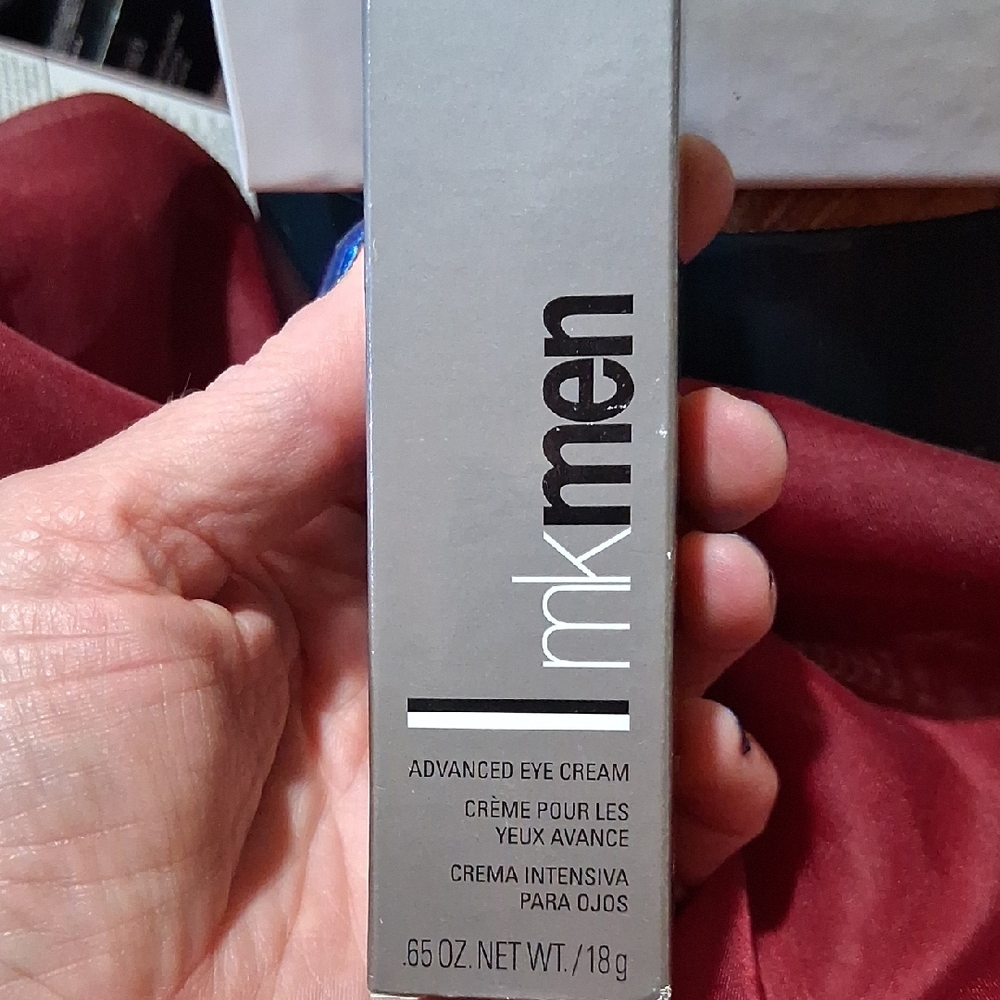 mkmen
ADVANCED EYE CREAM
CRÈME POUR LES
YEUX AVANCE
CREMA INTENSIVA
PARA OJOS
.65 OZ. NET WT. / 18 g